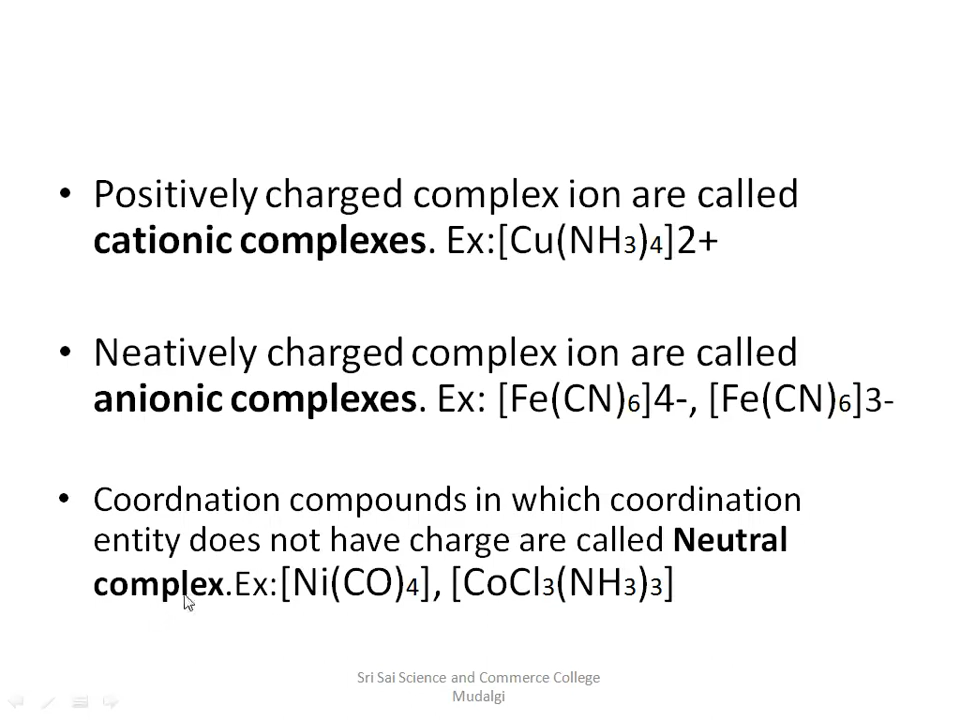 • Positively charged complex ion are called
cationic complexes. Ex:[Cu(NH3)4]2+
• Neatively charged complex ion are called
anionic complexes. Ex: [Fe(CN)6]4-, [Fe(CN)6]3-
• Coordnation compounds in which coordination
entity does not have charge are called Neutral
complex.Ex:[Ni(CO)4], [CoCl3(NH3)3]
Sri Sai Science and Commerce College
Mudalgi